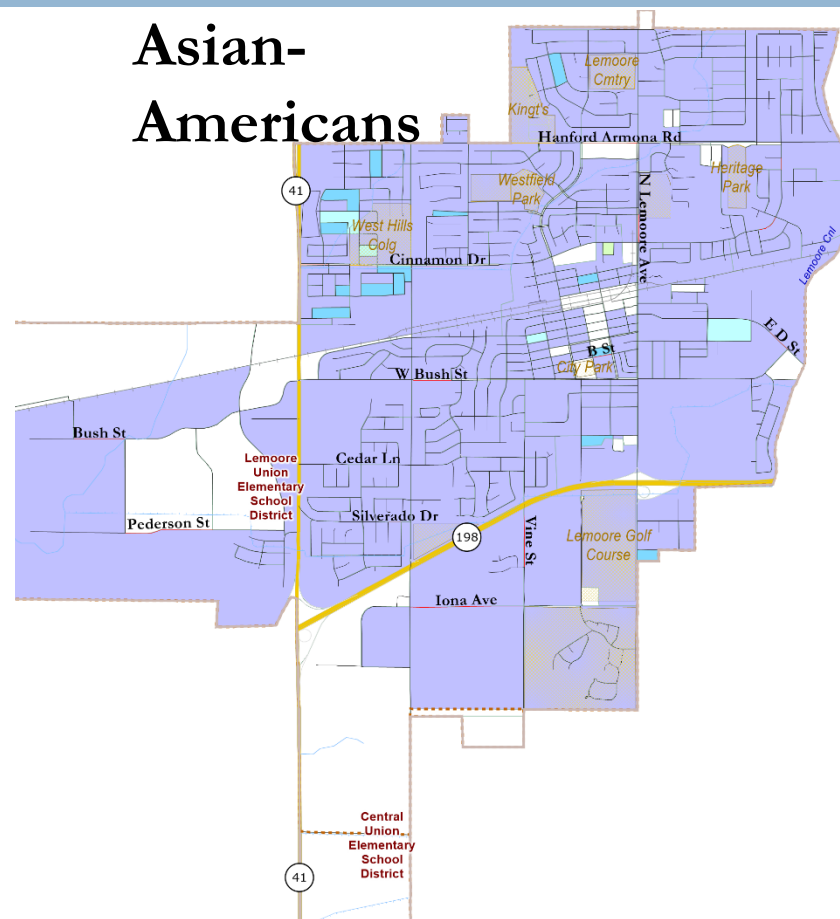 Asian-
Americans
Lemoore
Cmtry
Kingt's
Hanford Armona Rd
41
Westfield
Park
N Lemoore Ave
Heritage
Park
West Hills
Colg
Cinnamon Dr
Lemoore Cnl
E D St
B St
City Park
W Bush St
Bush St
Cedar Ln
Lemoore
Union
Elementary
School
District
Pederson St
Silverado Dr
198
Vine St
Lemoore Golf
Course
Iona Ave
Central
Union
Elementary
School
District
41